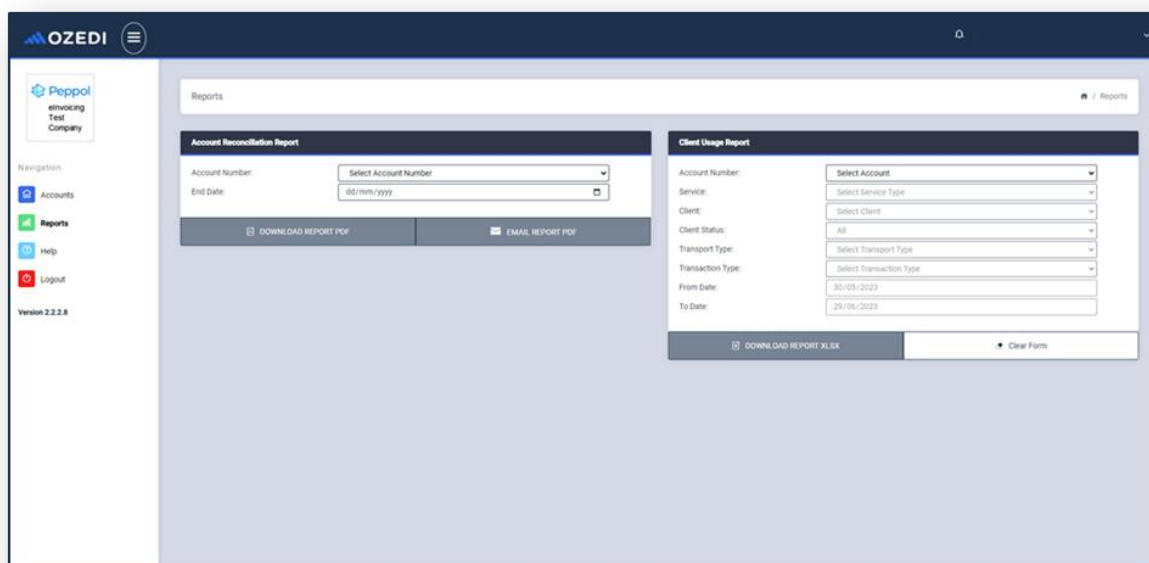 OZEDI
Peppol
eInvoicing
Test
Company
Navigation
Accounts
Reports
Help
Logout
Version 2.2.2.8
Reports
/ Reports
Account Reconciliation Report
Account Number: Select Account Number
End Date: dd/mm/yyyy
DOWNLOAD REPORT PDF
EMAIL REPORT PDF
Client Usage Report
Account Number: Select Account
Service: Select Service Type
Client: Select Client
Client Status: All
Transport Type: Select Transport Type
Transaction Type: Select Transaction Type
From Date: 30/05/2023
To Date: 29/06/2023
DOWNLOAD REPORT XLSX
Clear Form